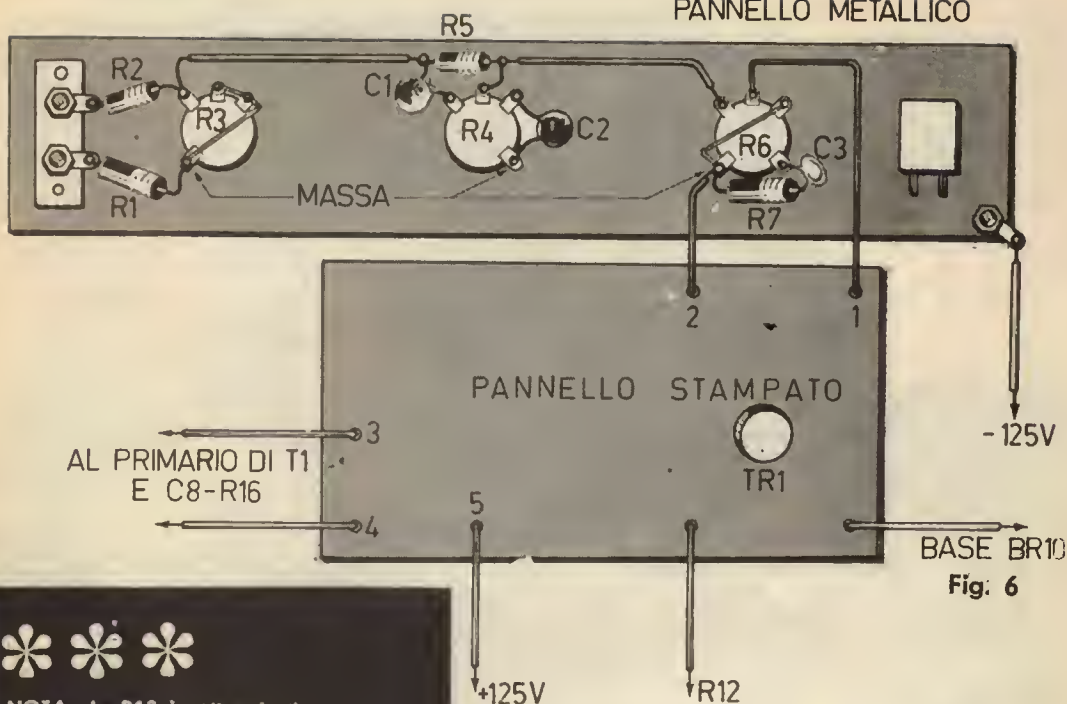 PANNELLO METALLICO
R5
R2
C1
R3
R4
C2
R6
C3
R1
MASSA
R7
2
1
PANNELLO STAMPATO
3
AL PRIMARIO DI T1
E C8-R16
TR1
-125V
5
4
BASE BR10
Fig. 6
+125V
R12